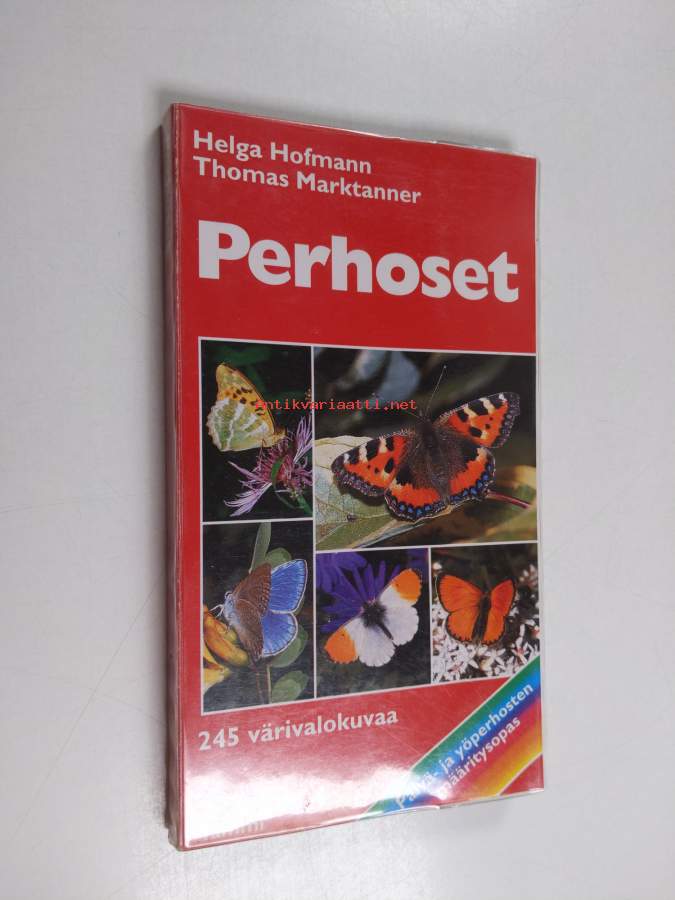 Helga Hofmann
Thomas Marktanner
Perhoset
Antikvariaatti.net
245 värivalokuvaa
Päivä- ja yöperhosten
määritysopas